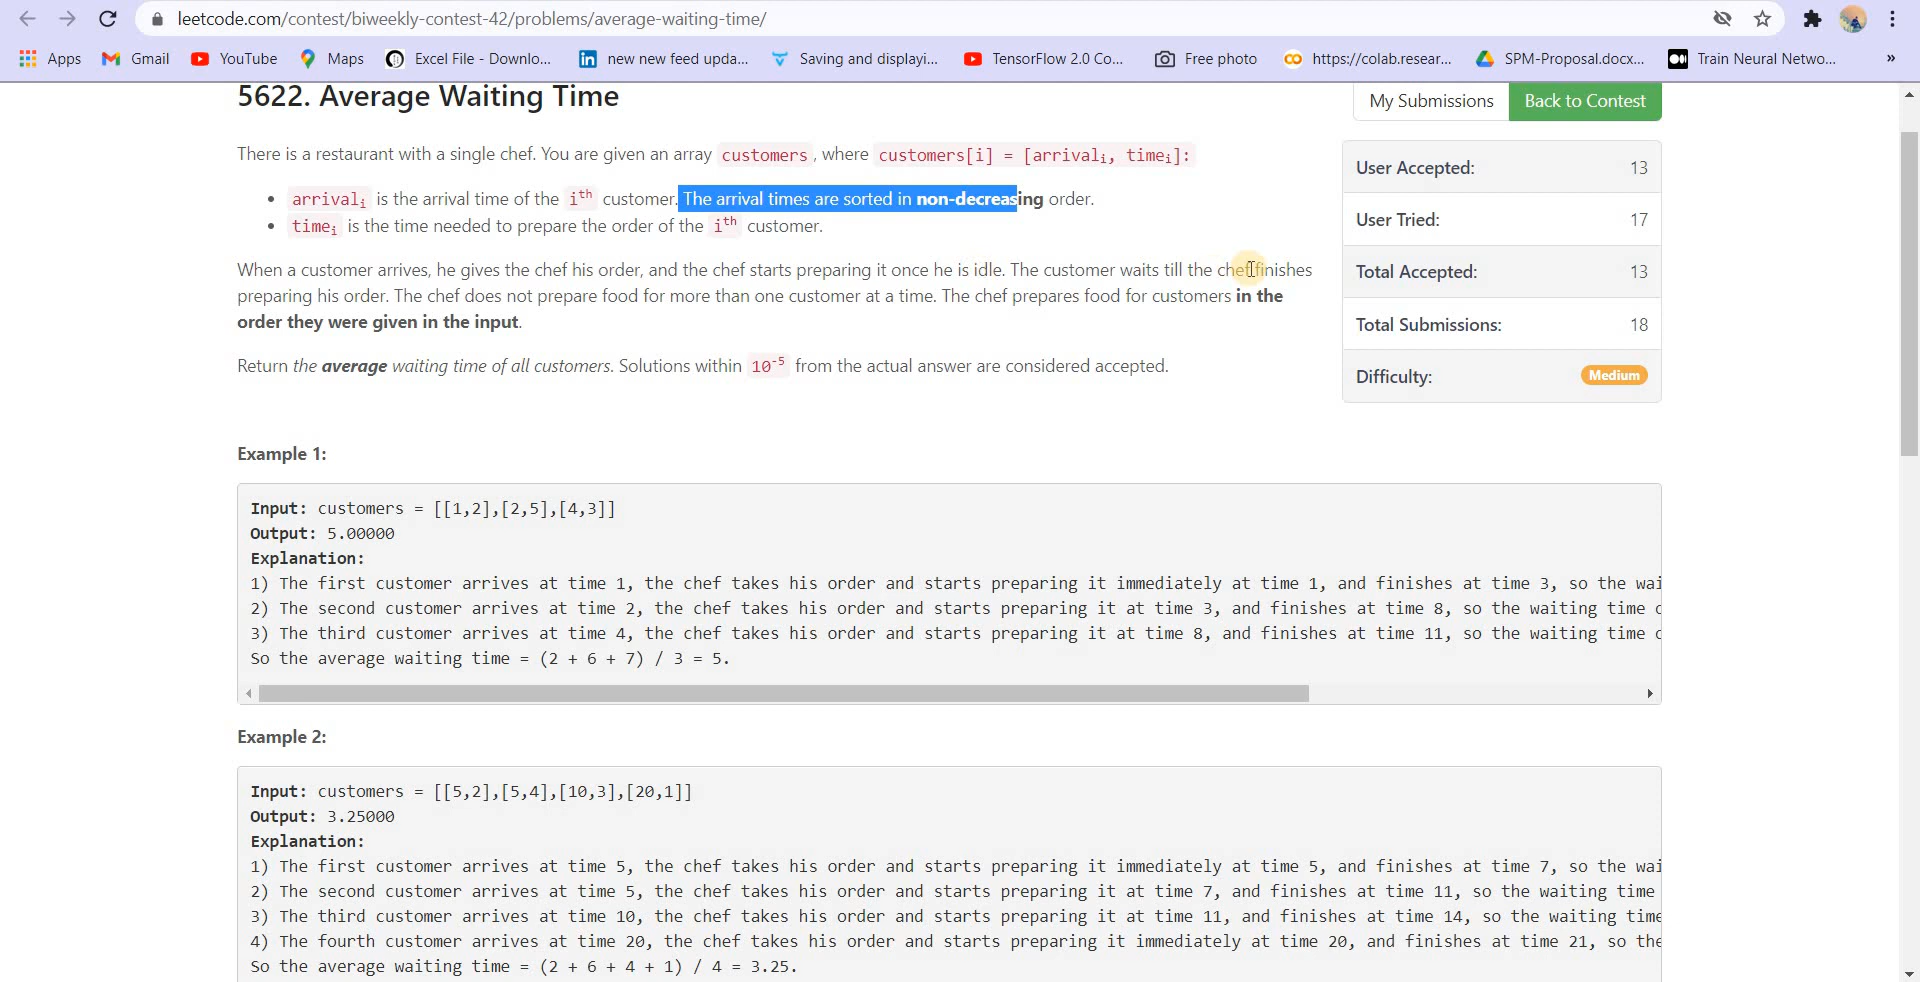 leetcode.com/contest/biweekly-contest-42/problems/average-waiting-time/
Apps Gmail YouTube Maps Excel File - Downlo... new new feed upda... Saving and displayi... TensorFlow 2.0 Co... Free photo https://colab.resear... SPM-Proposal.docx... Train Neural Netwo... »
5622. Average Waiting Time
My Submissions Back to Contest
There is a restaurant with a single chef. You are given an array customers, where customers[i] = [arrivalᵢ, timeᵢ]:
• arrivalᵢ is the arrival time of the iᵗʰ customer. The arrival times are sorted in non-decreasing order.
• timeᵢ is the time needed to prepare the order of the iᵗʰ customer.
When a customer arrives, he gives the chef his order, and the chef starts preparing it once he is idle. The customer waits till the chef finishes
preparing his order. The chef does not prepare food for more than one customer at a time. The chef prepares food for customers in the
order they were given in the input.
Return the average waiting time of all customers. Solutions within 10⁻⁵ from the actual answer are considered accepted.
User Accepted: 13
User Tried: 17
Total Accepted: 13
Total Submissions: 18
Difficulty: Medium
Example 1:
Input: customers = [[1,2],[2,5],[4,3]]
Output: 5.00000
Explanation:
1) The first customer arrives at time 1, the chef takes his order and starts preparing it immediately at time 1, and finishes at time 3, so the wai
2) The second customer arrives at time 2, the chef takes his order and starts preparing it at time 3, and finishes at time 8, so the waiting time c
3) The third customer arrives at time 4, the chef takes his order and starts preparing it at time 8, and finishes at time 11, so the waiting time c
So the average waiting time = (2 + 6 + 7) / 3 = 5.
Example 2:
Input: customers = [[5,2],[5,4],[10,3],[20,1]]
Output: 3.25000
Explanation:
1) The first customer arrives at time 5, the chef takes his order and starts preparing it immediately at time 5, and finishes at time 7, so the wai
2) The second customer arrives at time 5, the chef takes his order and starts preparing it at time 7, and finishes at time 11, so the waiting time
3) The third customer arrives at time 10, the chef takes his order and starts preparing it at time 11, and finishes at time 14, so the waiting time
4) The fourth customer arrives at time 20, the chef takes his order and starts preparing it immediately at time 20, and finishes at time 21, so the
So the average waiting time = (2 + 6 + 4 + 1) / 4 = 3.25.